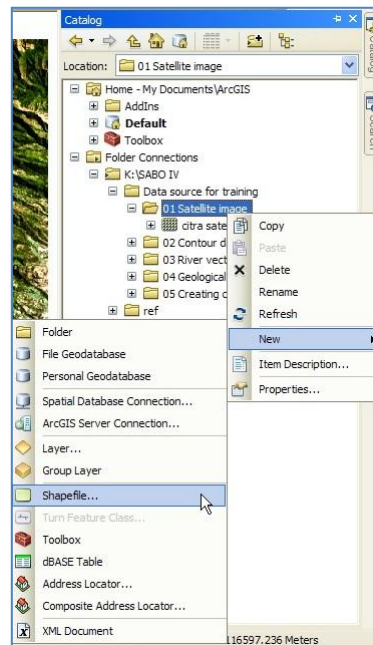 Catalog
Location: 01 Satellite image
Home - My Documents\ArcGIS
AddIns
Default
Toolbox
Folder Connections
K:\SABO IV
Data source for training
01 Satellite image
citra sate
02 Contour d
03 River vect
04 Geological
05 Creating c
ref
Copy
Paste
Delete
Rename
Refresh
New
Item Description...
Properties...
Folder
File Geodatabase
Personal Geodatabase
Spatial Database Connection...
ArcGIS Server Connection...
Layer...
Group Layer
Shapefile...
Turn Feature Class...
Toolbox
dBASE Table
Address Locator...
Composite Address Locator...
XML Document
116597.236 Meters
Catalog
Search